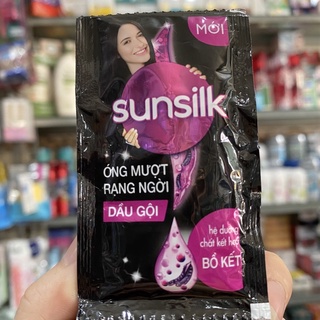 MỚI
sunsilk
ÓNG MƯỢT
RẠNG NGỜI
DẦU GỘI
hệ dưỡng
chất kết hợp
BỒ KẾT